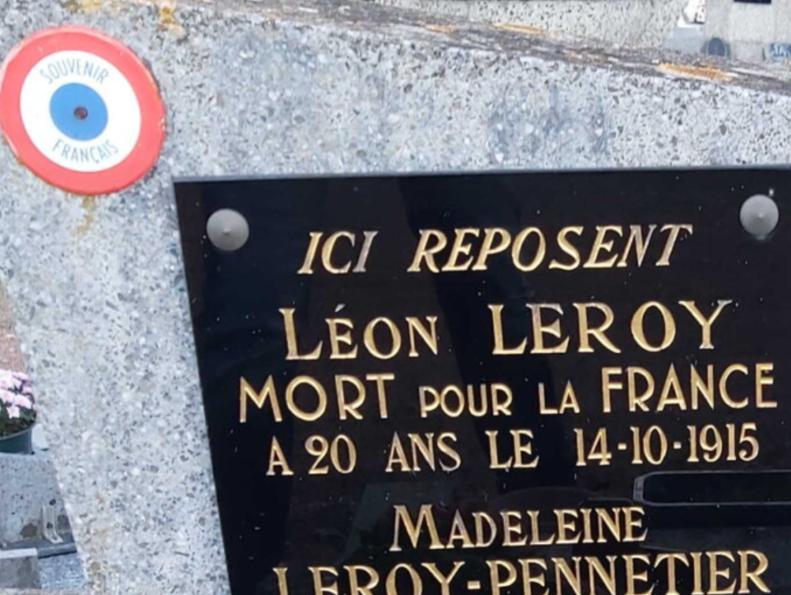 SOUVENIR
FRANÇAIS
ICI REPOSENT
LÉON LEROY
MORT POUR LA FRANCE
A 20 ANS LE 14-10-1915
MADELEINE
LEROY-PENNETIER